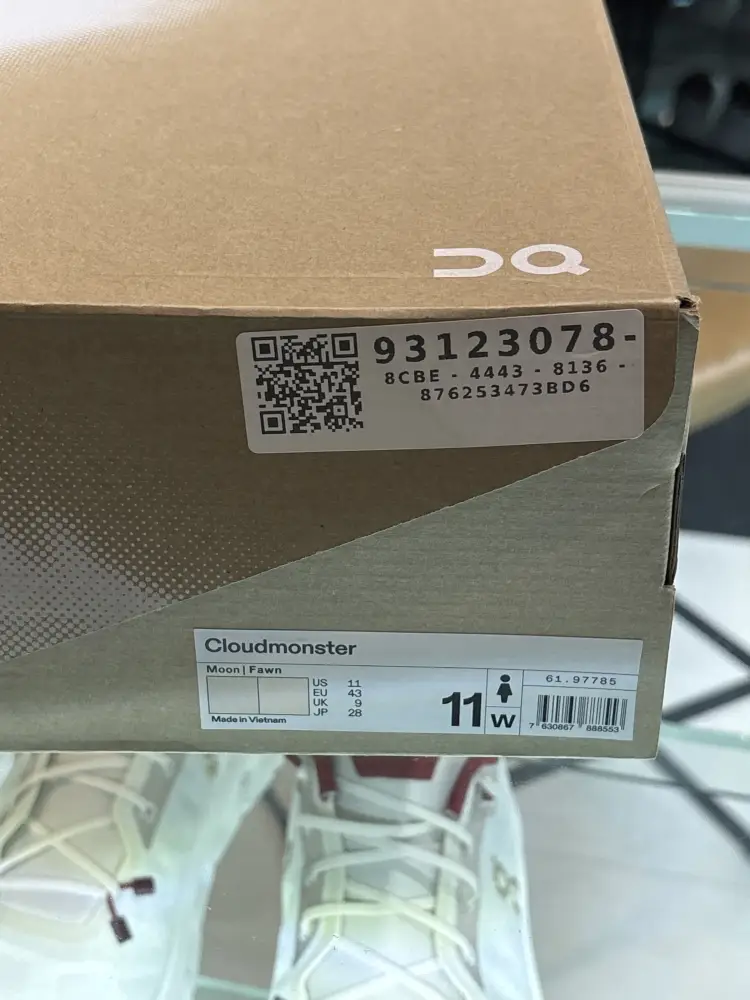 93123078-
8CBE - 4443 - 8136 -
876253473BD6
Cloudmonster
Moon | Fawn
US 11
EU 43
UK 9
JP 28
Made in Vietnam
11
W
61.97785
7 630867 888553